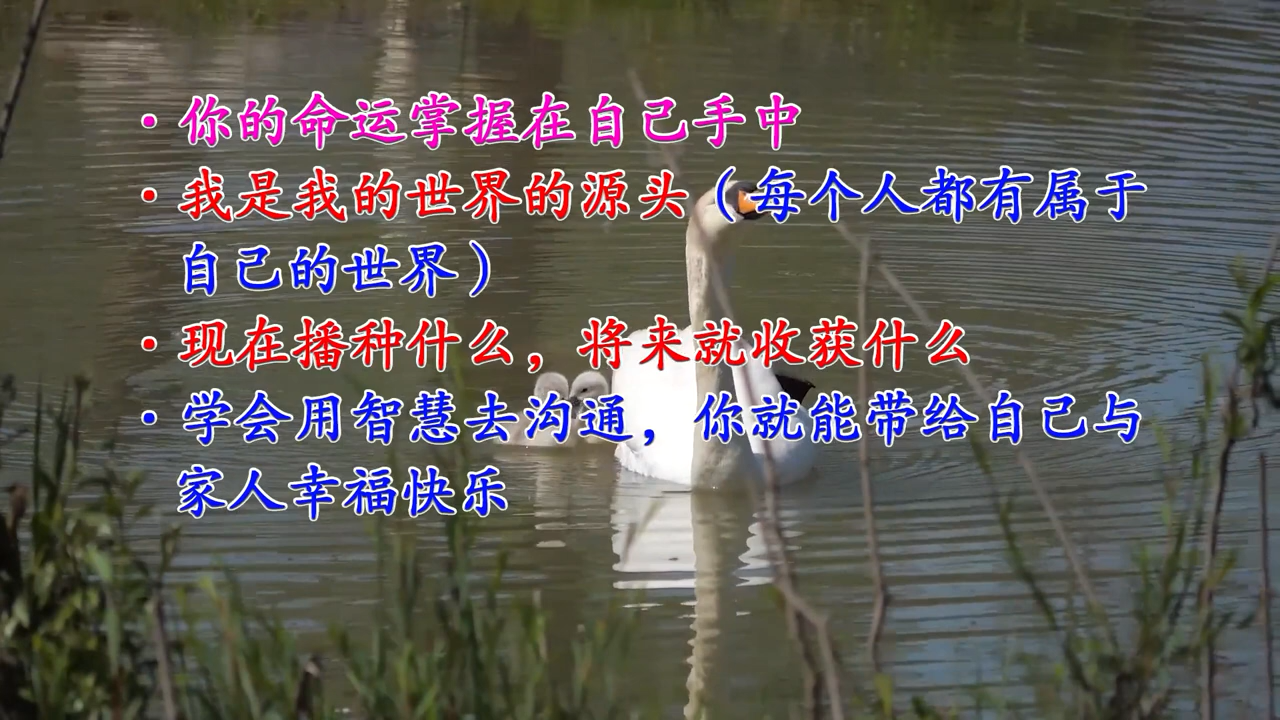 ·你的命运掌握在自己手中
·我是我的世界的源头（每个人都有属于
自己的世界）
·现在播种什么，将来就收获什么
·学会用智慧去沟通，你就能带给自己与
家人幸福快乐